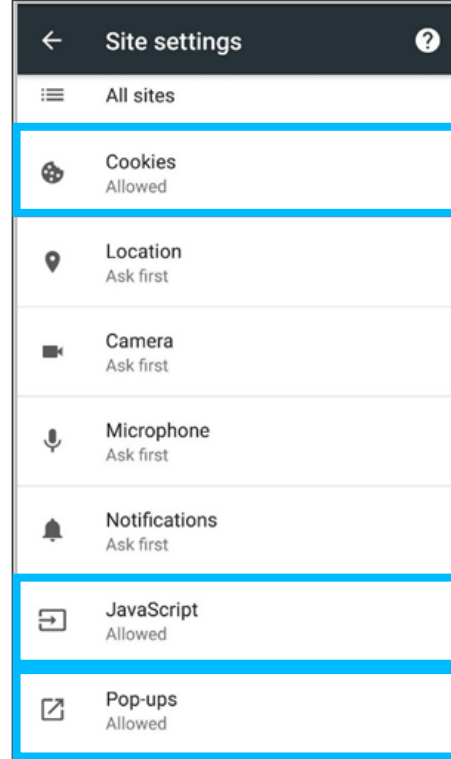 Site settings
All sites
Cookies
Allowed
Location
Ask first
Camera
Ask first
Microphone
Ask first
Notifications
Ask first
JavaScript
Allowed
Pop-ups
Allowed